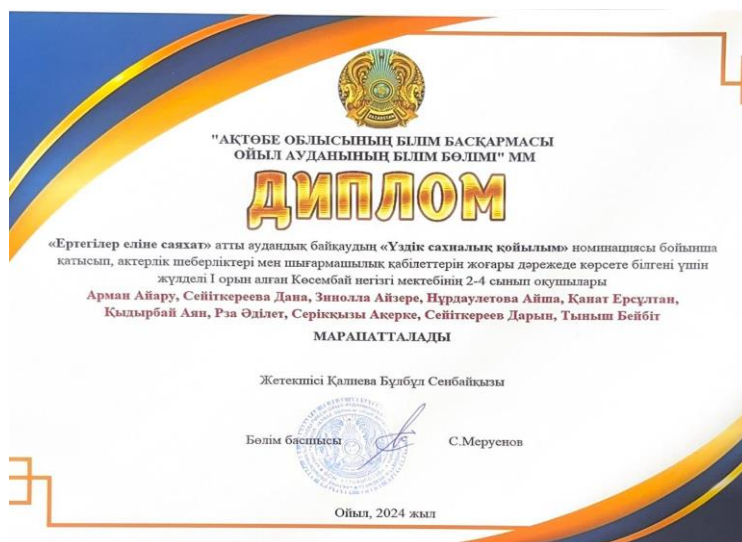 "АҚТӨБЕ ОБЛЫСЫНЫҢ БІЛІМ БАСҚАРМАСЫ
ОЙЫЛ АУДАНЫНЫҢ БІЛІМ БӨЛІМІ" ММ
ДИПЛОМ
«Ертегілер еліне саяхат» атты аудандық байқаудың «Үздік сахналық қойылым» номинациясы бойынша
қатысып, актерлік шеберліктері мен шығармашылық қабілеттерін жоғары дәрежеде көрсете білгені үшін
жүлделі I орын алған Көсембай негізгі мектебінің 2-4 сынып оқушылары
Арман Айару, Сейіткереева Дана, Зинолла Айзере, Нұрдаулетова Айша, Қанат Ерсұлтан,
Қыдырбай Аян, Рза Әділет, Серікқызы Ақерке, Сейіткереев Дарын, Тыныш Бейбіт
МАРАПАТТАЛАДЫ
Жетекшісі Қалиева Бұлбұл Сенбайқызы
Бөлім басшысы С.Меруенов
Ойыл, 2024 жыл